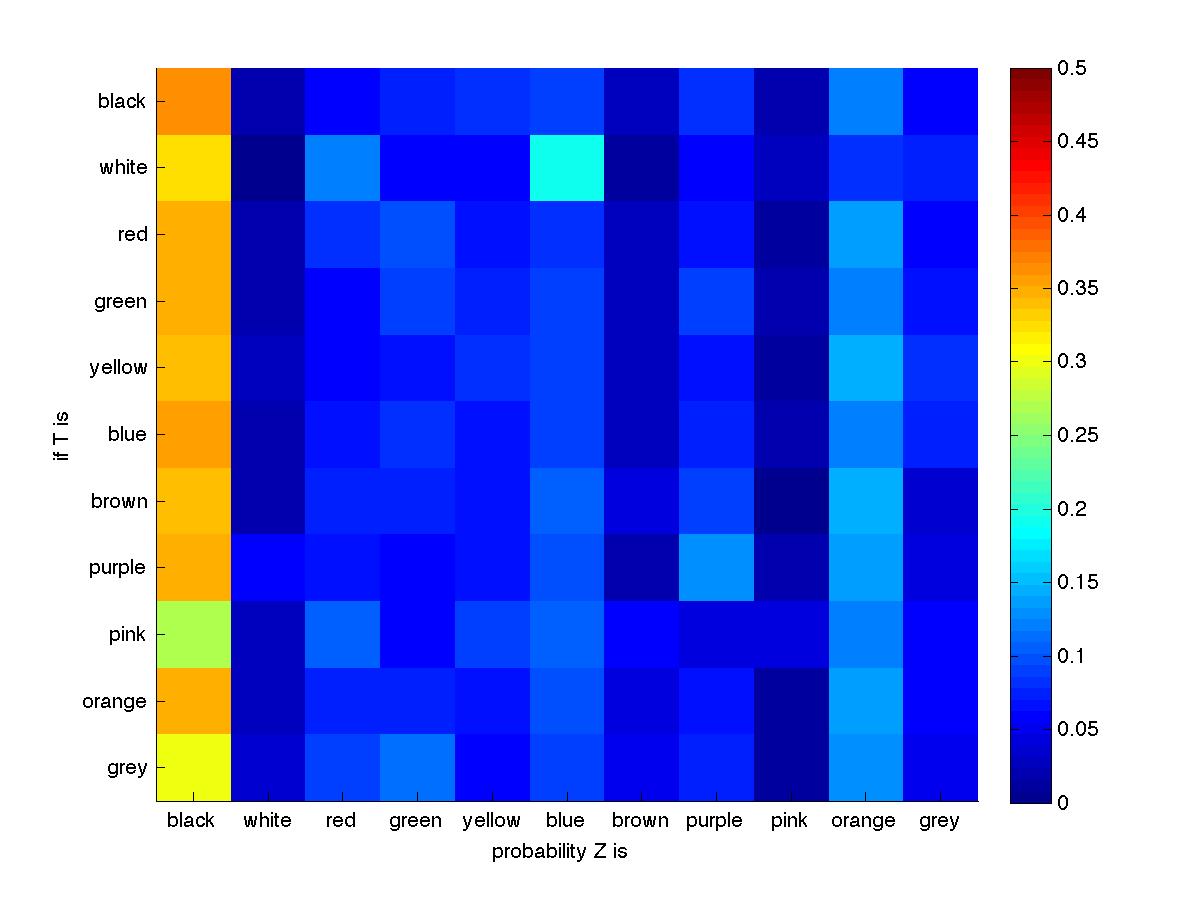 black
white
red
green
yellow
blue
brown
purple
pink
orange
grey
if T is
black white red green yellow blue brown purple pink orange grey
probability Z is
0.5
0.45
0.4
0.35
0.3
0.25
0.2
0.15
0.1
0.05
0